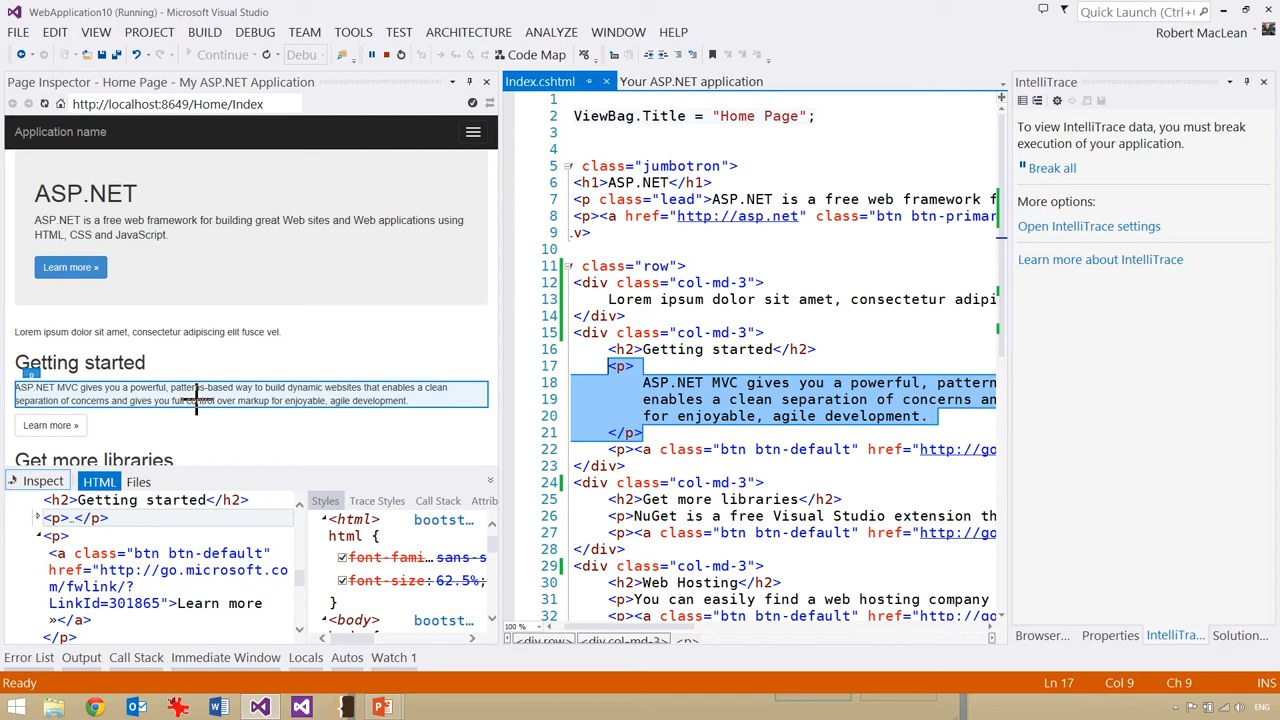 WebApplication10 (Running) - Microsoft Visual Studio
Quick Launch (Ctrl+
FILE EDIT VIEW PROJECT BUILD DEBUG TEAM TOOLS TEST ARCHITECTURE ANALYZE WINDOW HELP
Robert MacLean
Continue Debu Code Map
Page Inspector - Home Page - My ASP.NET Application
http://localhost:8649/Home/Index
Application name
ASP.NET
ASP.NET is a free web framework for building great Web sites and Web applications using
HTML, CSS and JavaScript.
Learn more »
Lorem ipsum dolor sit amet, consectetur adipiscing elit fusce vel.
Getting started
p
ASP.NET MVC gives you a powerful, patterns-based way to build dynamic websites that enables a clean
separation of concerns and gives you full control over markup for enjoyable, agile development.
Learn more »
Get more libraries
Inspect HTML Files
<h2>Getting started</h2>
<p>…</p>
<p>
<a class="btn btn-default"
href="http://go.microsoft.co
m/fwlink/?
LinkId=301865">Learn more
»</a>
</p>
Styles Trace Styles Call Stack Attrib
<html> bootst...
html {
font-fami... sans-s
font-size: 62.5%;
}
<body> bootst...
Index.cshtml Your ASP.NET application
1
2 ViewBag.Title = "Home Page";
3
4
5 class="jumbotron">
6 <h1>ASP.NET</h1>
7 <p class="lead">ASP.NET is a free web framework f
8 <p><a href="http://asp.net" class="btn btn-primar
9 .v>
10
11 class="row">
12 <div class="col-md-3">
13 Lorem ipsum dolor sit amet, consectetur adipi
14 </div>
15 <div class="col-md-3">
16 <h2>Getting started</h2>
17 <p>
18 ASP.NET MVC gives you a powerful, pattern
19 enables a clean separation of concerns an
20 for enjoyable, agile development.
21 </p>
22 <p><a class="btn btn-default" href="http://go
23 </div>
24 <div class="col-md-3">
25 <h2>Get more libraries</h2>
26 <p>NuGet is a free Visual Studio extension th
27 <p><a class="btn btn-default" href="http://go
28 </div>
29 <div class="col-md-3">
30 <h2>Web Hosting</h2>
31 <p>You can easily find a web hosting company
32 <p><a class="btn btn-default" href="http://go
100 %
<div.row> <div.col-md-3> <p>
IntelliTrace
To view IntelliTrace data, you must break
execution of your application.
Break all
More options:
Open IntelliTrace settings
Learn more about IntelliTrace
Browser... Properties IntelliTra... Solution...
Error List Output Call Stack Immediate Window Locals Autos Watch 1
Ready Ln 17 Col 9 Ch 9 INS
ENG